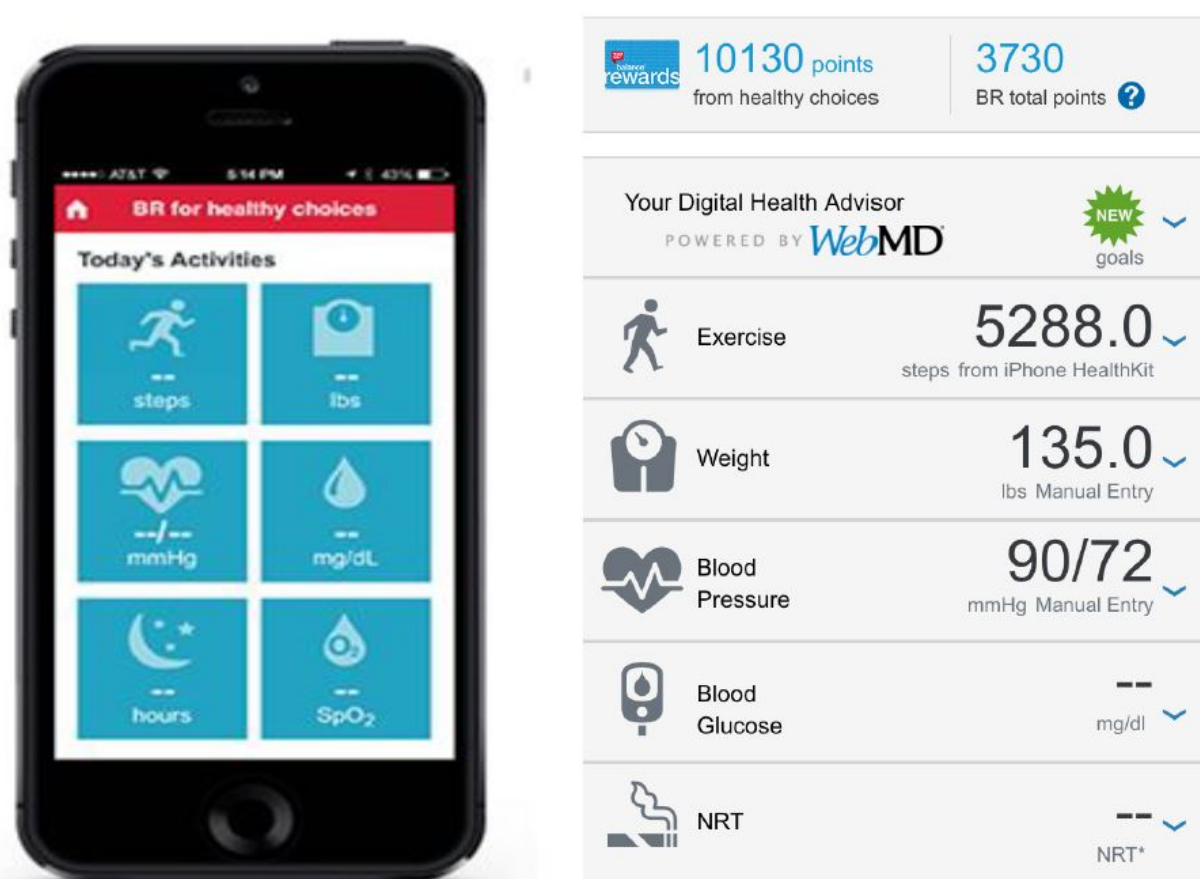 AT&T 5:14 PM 43%
BR for healthy choices
Today's Activities
--
steps
--
lbs
--/--
mmHg
--
mg/dL
--
hours
O2
--
SpO2
balance
rewards
10130 points
from healthy choices
3730
BR total points ?
Your Digital Health Advisor
POWERED BY WebMD
NEW
goals
Exercise
5288.0
steps from iPhone HealthKit
Weight
135.0
lbs Manual Entry
Blood
Pressure
90/72
mmHg Manual Entry
Blood
Glucose
--
mg/dl
NRT
--
NRT*